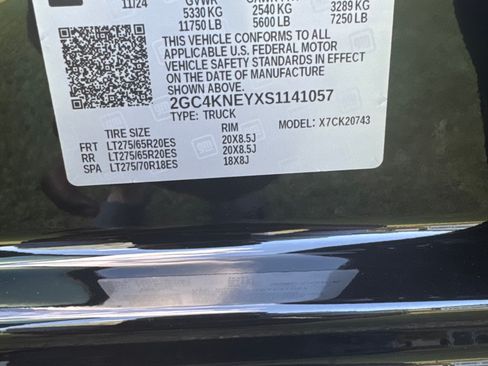 11/24 GVWR
5330 KG 2540 KG 3289 KG
11750 LB 5600 LB 7250 LB
THIS VEHICLE CONFORMS TO ALL
APPLICABLE U.S. FEDERAL MOTOR
VEHICLE SAFETY STANDARDS IN EFFECT
ON THE DATE OF MANUFACTURE
SHOWN ABOVE.
2GC4KNEYXS1141057
TYPE: TRUCK MODEL: X7CK20743
TIRE SIZE RIM
FRT LT275/65R20ES 20X8.5J
RR LT275/65R20ES 20X8.5J
SPA LT275/70R18ES 18X8J